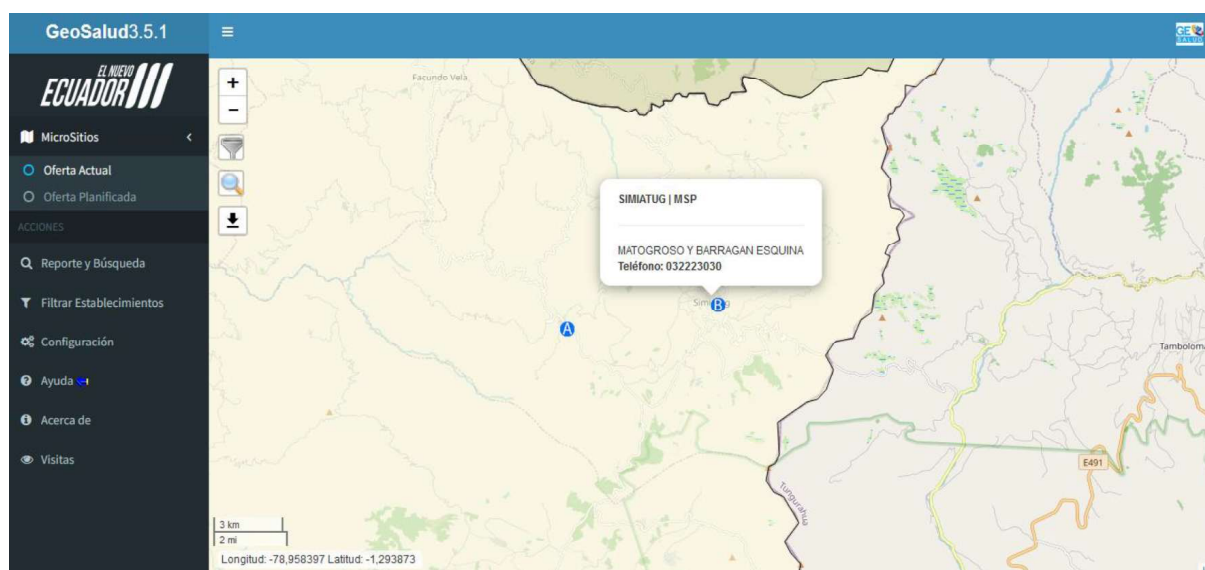 GeoSalud3.5.1
GEO
SALUD
EL NUEVO
ECUADOR
MicroSitios
Oferta Actual
Oferta Planificada
ACCIONES
Reporte y Búsqueda
Filtrar Establecimientos
Configuración
Ayuda
Acerca de
Visitas
+
−
Facundo Vela
SIMIATUG | MSP
MATOGROSO Y BARRAGAN ESQUINA
Teléfono: 032223030
B
A
Tungurahua
E491
3 km
2 mi
Longitud: -78,958397 Latitud: -1,293873